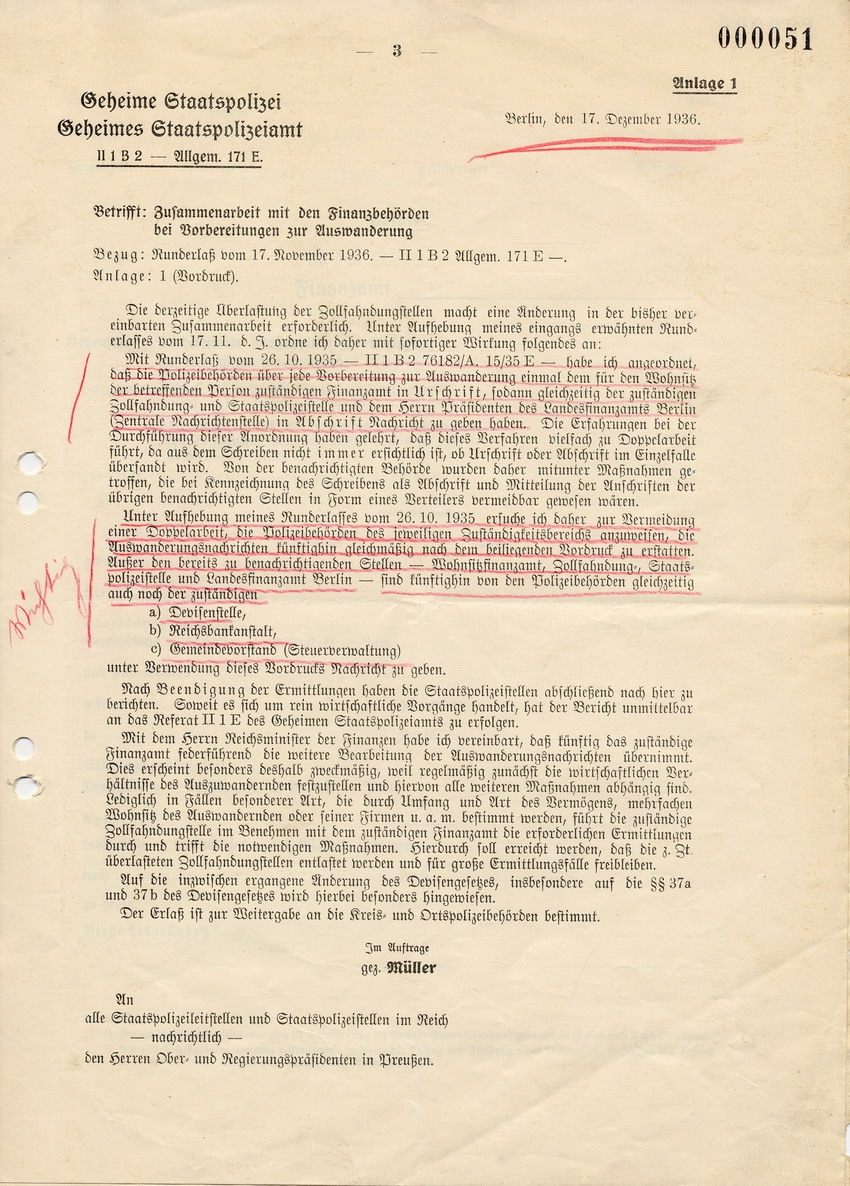 — 3 —
000051
Anlage 1
Geheime Staatspolizei
Geheimes Staatspolizeiamt
II 1 B 2 — Allgem. 171 E.
Berlin, den 17. Dezember 1936.
Betrifft: Zusammenarbeit mit den Finanzbehörden
bei Vorbereitungen zur Auswanderung
Bezug: Runderlaß vom 17. November 1936. — II 1 B 2 Allgem. 171 E —.
Anlage: 1 (Vordruck).
Die derzeitige Überlastung der Zollfahndungstellen macht eine Änderung in der bisher ver-
einbarten Zusammenarbeit erforderlich. Unter Aufhebung meines eingangs erwähnten Rund-
erlasses vom 17. 11. d. J. ordne ich daher mit sofortiger Wirkung folgendes an:
Mit Runderlaß vom 26. 10. 1935 — II 1 B 2 76182/A. 15/35 E — habe ich angeordnet,
daß die Polizeibehörden über jede Vorbereitung zur Auswanderung einmal dem für den Wohnsitz
der betreffenden Person zuständigen Finanzamt in Urschrift, sodann gleichzeitig der zuständigen
Zollfahndung- und Staatspolizeistelle und dem Herrn Präsidenten des Landesfinanzamts Berlin
(Zentrale Nachrichtenstelle) in Abschrift Nachricht zu geben haben. Die Erfahrungen bei der
Durchführung dieser Anordnung haben gelehrt, daß dieses Verfahren vielfach zu Doppelarbeit
führt, da aus dem Schreiben nicht immer ersichtlich ist, ob Urschrift oder Abschrift im Einzelfalle
übersandt wird. Von der benachrichtigten Behörde wurden daher mitunter Maßnahmen ge-
troffen, die bei Kennzeichnung des Schreibens als Abschrift und Mitteilung der Anschriften der
übrigen benachrichtigten Stellen in Form eines Verteilers vermeidbar gewesen wären.
Unter Aufhebung meines Runderlasses vom 26. 10. 1935 ersuche ich daher zur Vermeidung
einer Doppelarbeit, die Polizeibehörden des jeweiligen Zuständigkeitsbereichs anzuweisen, die
Auswanderungsnachrichten künftighin gleichmäßig nach dem beiliegenden Vordruck zu erstatten.
Außer den bereits zu benachrichtigenden Stellen — Wohnsitzfinanzamt, Zollfahndung-, Staats-
polizeistelle und Landesfinanzamt Berlin — sind künftighin von den Polizeibehörden gleichzeitig
auch noch der zuständigen
Wichtig
a) Devisenstelle,
b) Reichsbankanstalt,
c) Gemeindevorstand (Steuerverwaltung)
unter Verwendung dieses Vordrucks Nachricht zu geben.
Nach Beendigung der Ermittlungen haben die Staatspolizeistellen abschließend nach hier zu
berichten. Soweit es sich um rein wirtschaftliche Vorgänge handelt, hat der Bericht unmittelbar
an das Referat II 1 E des Geheimen Staatspolizeiamts zu erfolgen.
Mit dem Herrn Reichsminister der Finanzen habe ich vereinbart, daß künftig das zuständige
Finanzamt federführend die weitere Bearbeitung der Auswanderungsnachrichten übernimmt.
Dies erscheint besonders deshalb zweckmäßig, weil regelmäßig zunächst die wirtschaftlichen Ver-
hältnisse des Auszuwandernden festzustellen und hiervon alle weiteren Maßnahmen abhängig sind.
Lediglich in Fällen besonderer Art, die durch Umfang und Art des Vermögens, mehrfachen
Wohnsitz des Auswandernden oder seiner Firmen u. a. m. bestimmt werden, führt die zuständige
Zollfahndungstelle im Benehmen mit dem zuständigen Finanzamt die erforderlichen Ermittlungen
durch und trifft die notwendigen Maßnahmen. Hierdurch soll erreicht werden, daß die z. Zt.
überlasteten Zollfahndungstellen entlastet werden und für große Ermittlungsfälle freibleiben.
Auf die inzwischen ergangene Änderung des Devisengesetzes, insbesondere auf die §§ 37a
und 37b des Devisengesetzes wird hierbei besonders hingewiesen.
Der Erlaß ist zur Weitergabe an die Kreis- und Ortspolizeibehörden bestimmt.
Im Auftrage
gez. Müller
An
alle Staatspolizeileitstellen und Staatspolizeistellen im Reich
— nachrichtlich —
den Herren Ober- und Regierungspräsidenten in Preußen.